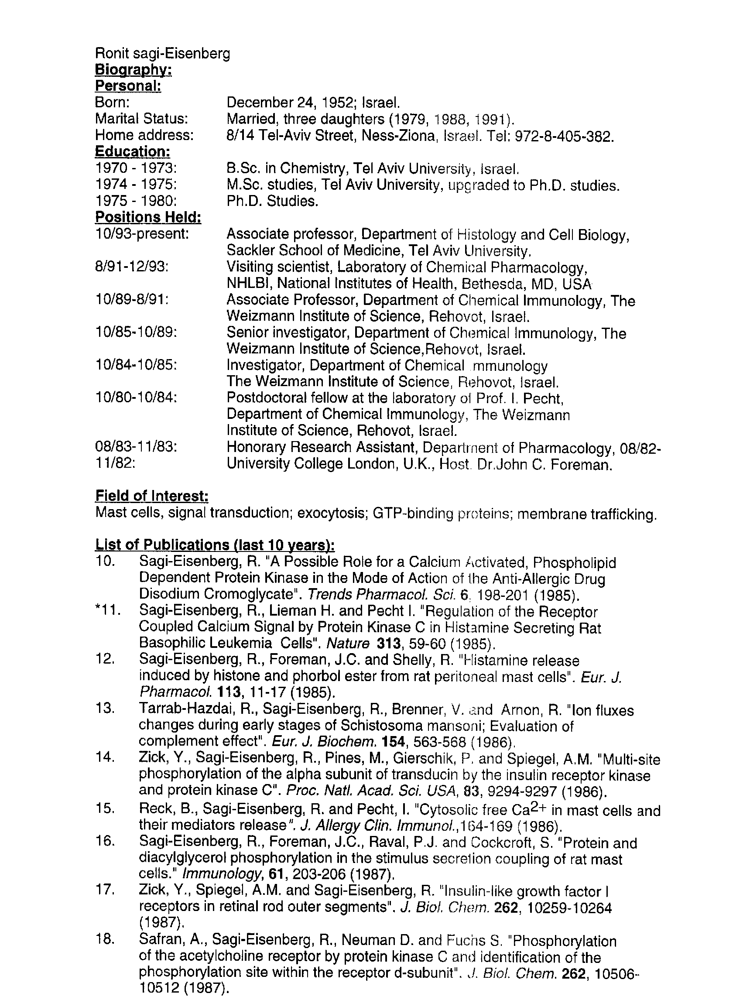 Ronit sagi-Eisenberg
Biography:
Personal:
Born: December 24, 1952; Israel.
Marital Status: Married, three daughters (1979, 1988, 1991).
Home address: 8/14 Tel-Aviv Street, Ness-Ziona, Israel. Tel: 972-8-405-382.
Education:
1970 - 1973: B.Sc. in Chemistry, Tel Aviv University, Israel.
1974 - 1975: M.Sc. studies, Tel Aviv University, upgraded to Ph.D. studies.
1975 - 1980: Ph.D. Studies.
Positions Held:
10/93-present: Associate professor, Department of Histology and Cell Biology,
Sackler School of Medicine, Tel Aviv University.
8/91-12/93: Visiting scientist, Laboratory of Chemical Pharmacology,
NHLBI, National Institutes of Health, Bethesda, MD, USA
10/89-8/91: Associate Professor, Department of Chemical Immunology, The
Weizmann Institute of Science, Rehovot, Israel.
10/85-10/89: Senior investigator, Department of Chemical Immunology, The
Weizmann Institute of Science,Rehovot, Israel.
10/84-10/85: Investigator, Department of Chemical mmunology
The Weizmann Institute of Science, Rehovot, Israel.
10/80-10/84: Postdoctoral fellow at the laboratory of Prof. I. Pecht,
Department of Chemical Immunology, The Weizmann
Institute of Science, Rehovot, Israel.
08/83-11/83: Honorary Research Assistant, Department of Pharmacology, 08/82-
11/82: University College London, U.K., Host. Dr.John C. Foreman.
Field of Interest:
Mast cells, signal transduction; exocytosis; GTP-binding proteins; membrane trafficking.
List of Publications (last 10 years):
10. Sagi-Eisenberg, R. "A Possible Role for a Calcium Activated, Phospholipid
Dependent Protein Kinase in the Mode of Action of the Anti-Allergic Drug
Disodium Cromoglycate". Trends Pharmacol. Sci. 6, 198-201 (1985).
*11. Sagi-Eisenberg, R., Lieman H. and Pecht I. "Regulation of the Receptor
Coupled Calcium Signal by Protein Kinase C in Histamine Secreting Rat
Basophilic Leukemia Cells". Nature 313, 59-60 (1985).
12. Sagi-Eisenberg, R., Foreman, J.C. and Shelly, R. "Histamine release
induced by histone and phorbol ester from rat peritoneal mast cells". Eur. J.
Pharmacol. 113, 11-17 (1985).
13. Tarrab-Hazdai, R., Sagi-Eisenberg, R., Brenner, V. and Arnon, R. "Ion fluxes
changes during early stages of Schistosoma mansoni; Evaluation of
complement effect". Eur. J. Biochem. 154, 563-568 (1986).
14. Zick, Y., Sagi-Eisenberg, R., Pines, M., Gierschik, P. and Spiegel, A.M. "Multi-site
phosphorylation of the alpha subunit of transducin by the insulin receptor kinase
and protein kinase C". Proc. Natl. Acad. Sci. USA, 83, 9294-9297 (1986).
15. Reck, B., Sagi-Eisenberg, R. and Pecht, I. "Cytosolic free Ca2+ in mast cells and
their mediators release". J. Allergy Clin. Immunol.,164-169 (1986).
16. Sagi-Eisenberg, R., Foreman, J.C., Raval, P.J. and Cockcroft, S. "Protein and
diacylglycerol phosphorylation in the stimulus secretion coupling of rat mast
cells." Immunology, 61, 203-206 (1987).
17. Zick, Y., Spiegel, A.M. and Sagi-Eisenberg, R. "Insulin-like growth factor I
receptors in retinal rod outer segments". J. Biol. Chem. 262, 10259-10264
(1987).
18. Safran, A., Sagi-Eisenberg, R., Neuman D. and Fuchs S. "Phosphorylation
of the acetylcholine receptor by protein kinase C and identification of the
phosphorylation site within the receptor d-subunit". J. Biol. Chem. 262, 10506-
10512 (1987).